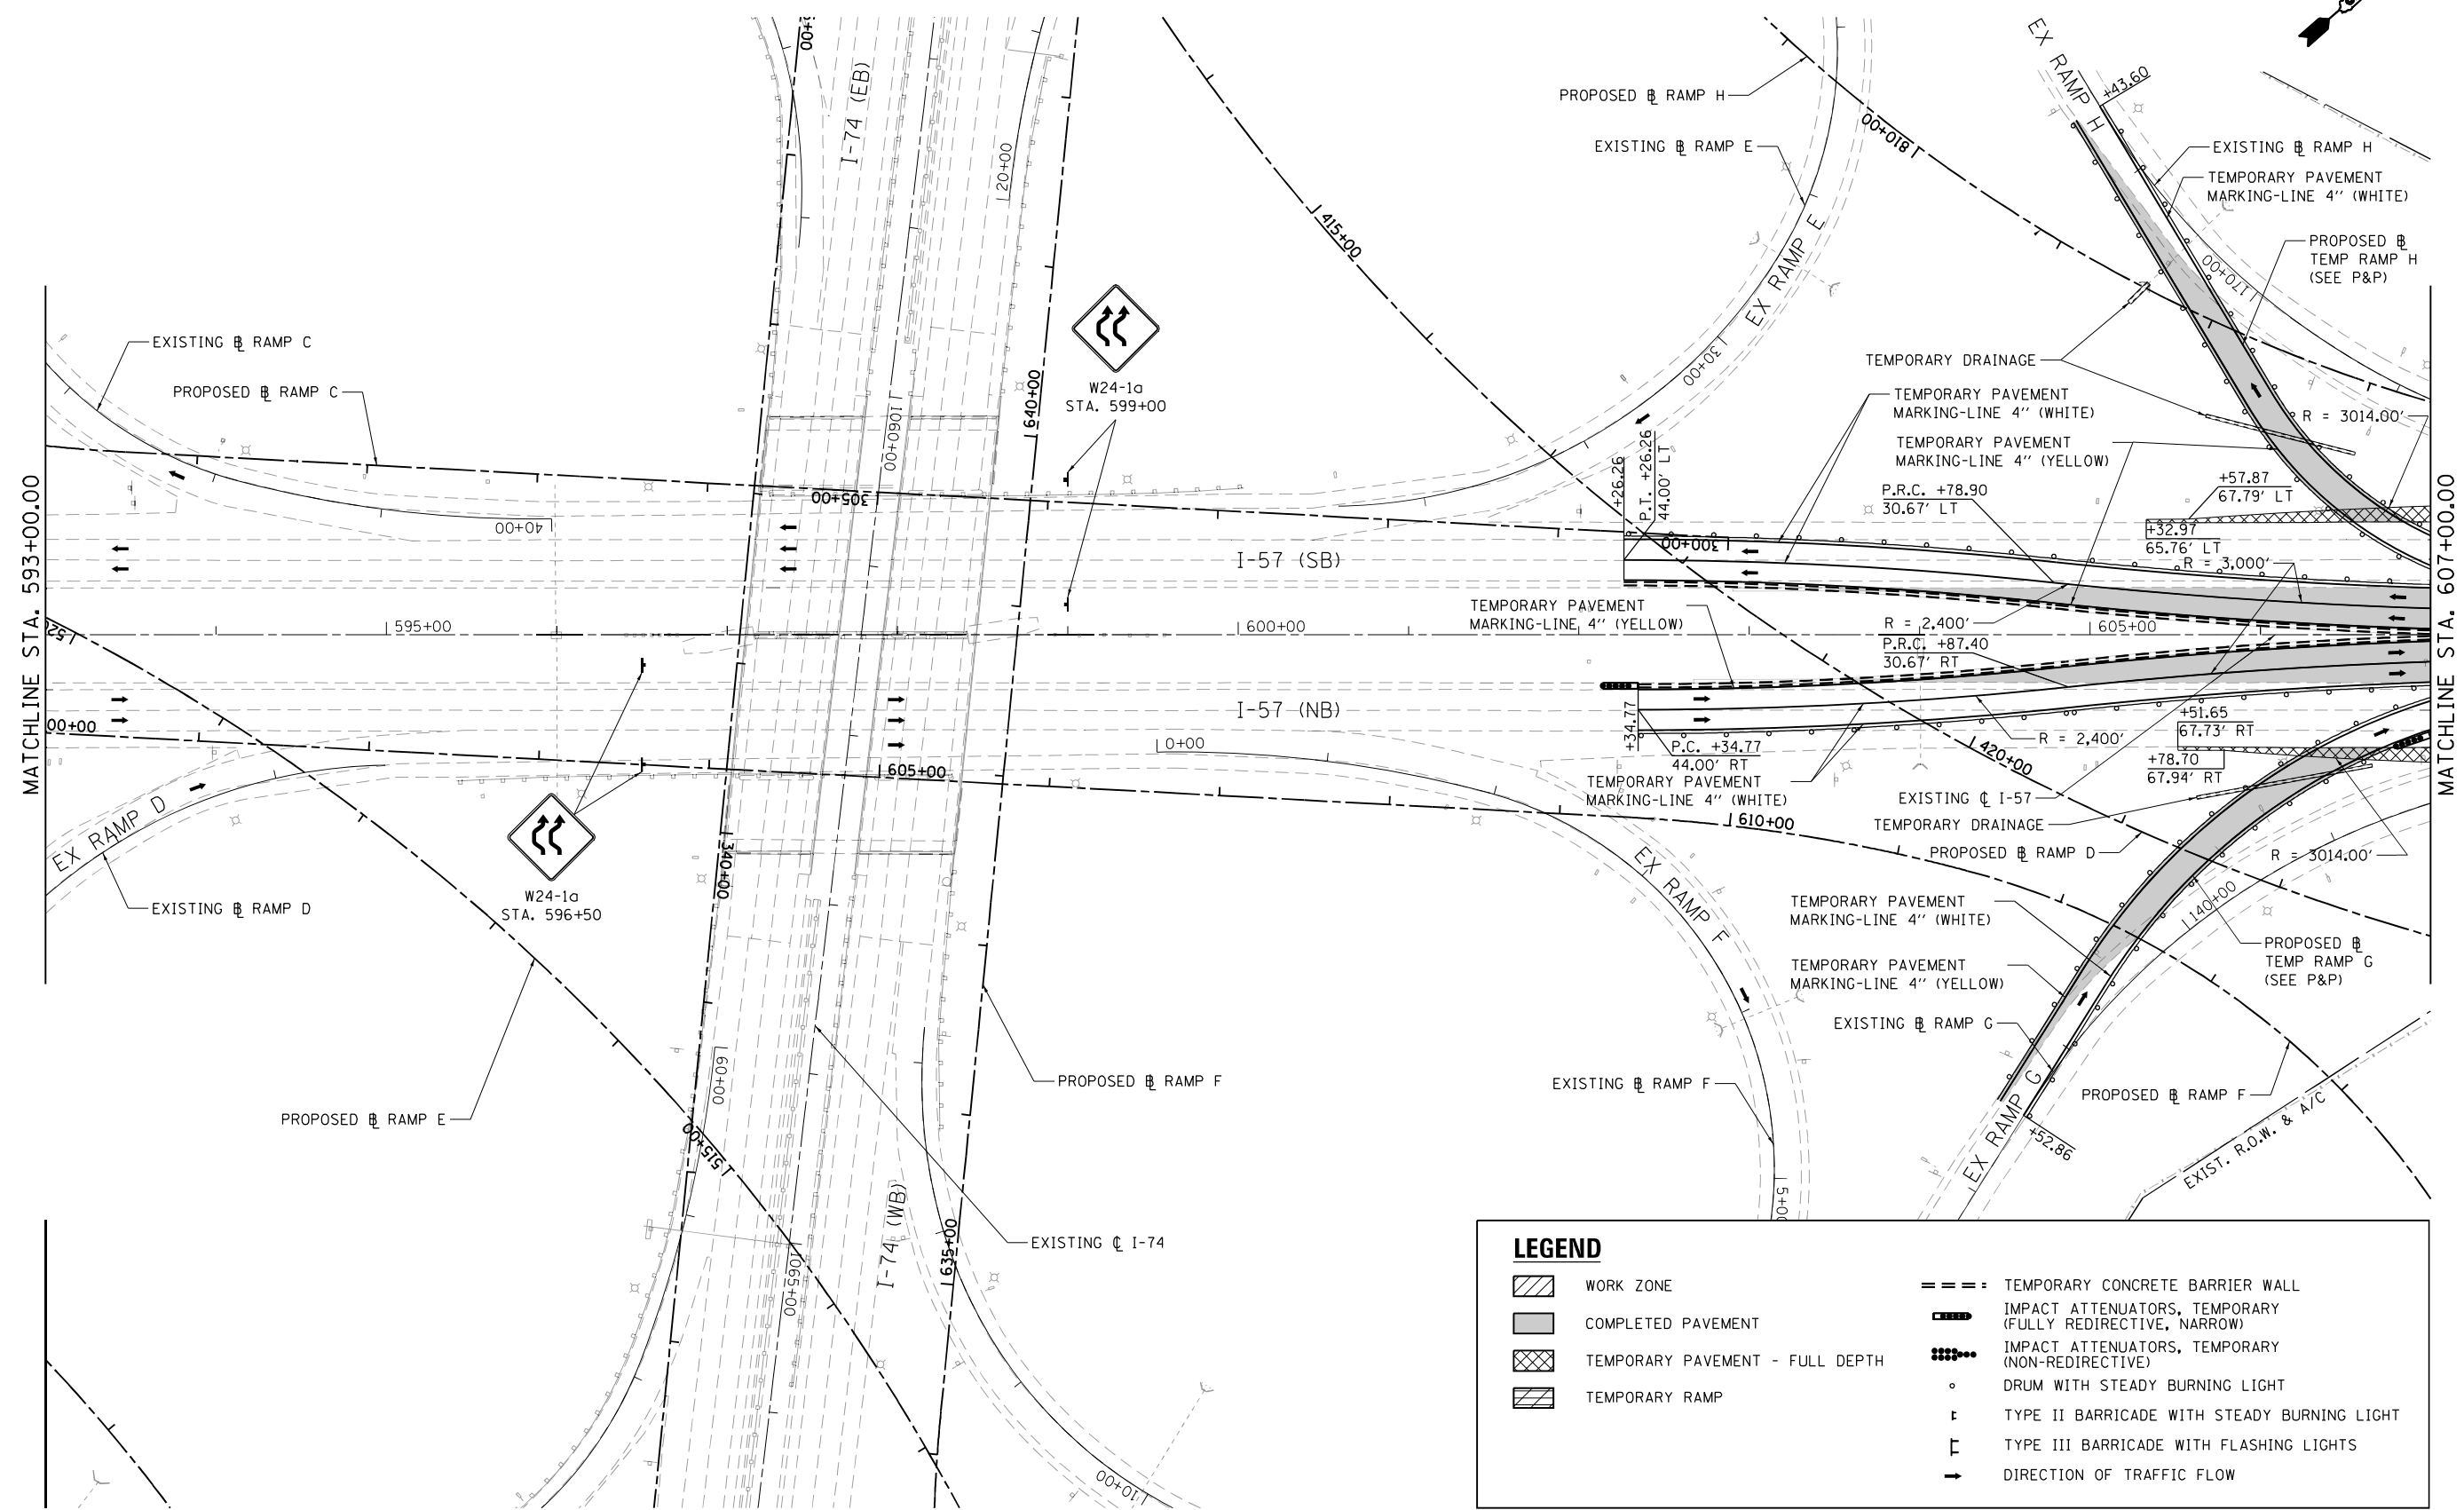 MATCHLINE STA. 593+00.00
EXISTING ℄ RAMP C
PROPOSED ℄ RAMP C
40+00
525
595+00
00+00
EX RAMP D
EXISTING ℄ RAMP D
W24-1a
STA. 596+50
PROPOSED ℄ RAMP E
515+00
+00
I-74 (EB)
20+00
1060+00
640+00
305+00
W24-1a
STA. 599+00
I-57 (SB)
600+00
I-57 (NB)
0+00
605+00
340+00
60+00
1065+00
I-74 (WB)
635+00
PROPOSED ℄ RAMP F
EXISTING ℄ I-74
10+00
415+00
PROPOSED ℄ RAMP H
EXISTING ℄ RAMP E
810+00
EX RAMP E
30+00
EX RAMP H
+43.60
EXISTING ℄ RAMP H
TEMPORARY PAVEMENT
MARKING-LINE 4'' (WHITE)
PROPOSED ℄
TEMP RAMP H
(SEE P&P)
170+00
TEMPORARY DRAINAGE
TEMPORARY PAVEMENT
MARKING-LINE 4'' (WHITE)
R = 3014.00'
TEMPORARY PAVEMENT
MARKING-LINE 4'' (YELLOW)
+26.26
P.T. +26.26
44.00' LT
P.R.C. +78.90
30.67' LT
+57.87
67.79' LT
+32.97
65.76' LT
R = 3,000'
300+00
TEMPORARY PAVEMENT
MARKING-LINE 4'' (YELLOW)
R = 2,400'
605+00
P.R.C. +87.40
30.67' RT
MATCHLINE STA. 607+00.00
+34.77
P.C. +34.77
44.00' RT
R = 2,400'
+51.65
67.73' RT
+78.70
67.94' RT
420+00
TEMPORARY PAVEMENT
MARKING-LINE 4'' (WHITE)
EXISTING ℄ I-57
610+00
TEMPORARY DRAINAGE
PROPOSED ℄ RAMP D
R = 3014.00'
EX RAMP F
TEMPORARY PAVEMENT
MARKING-LINE 4'' (WHITE)
140+00
PROPOSED ℄
TEMP RAMP G
(SEE P&P)
TEMPORARY PAVEMENT
MARKING-LINE 4'' (YELLOW)
EXISTING ℄ RAMP G
EXISTING ℄ RAMP F
PROPOSED ℄ RAMP F
EX RAMP G
+52.86
EXIST. R.O.W. & A/C
5+00
LEGEND
WORK ZONE
COMPLETED PAVEMENT
TEMPORARY PAVEMENT - FULL DEPTH
TEMPORARY RAMP
TEMPORARY CONCRETE BARRIER WALL
IMPACT ATTENUATORS, TEMPORARY
(FULLY REDIRECTIVE, NARROW)
IMPACT ATTENUATORS, TEMPORARY
(NON-REDIRECTIVE)
DRUM WITH STEADY BURNING LIGHT
TYPE II BARRICADE WITH STEADY BURNING LIGHT
TYPE III BARRICADE WITH FLASHING LIGHTS
DIRECTION OF TRAFFIC FLOW